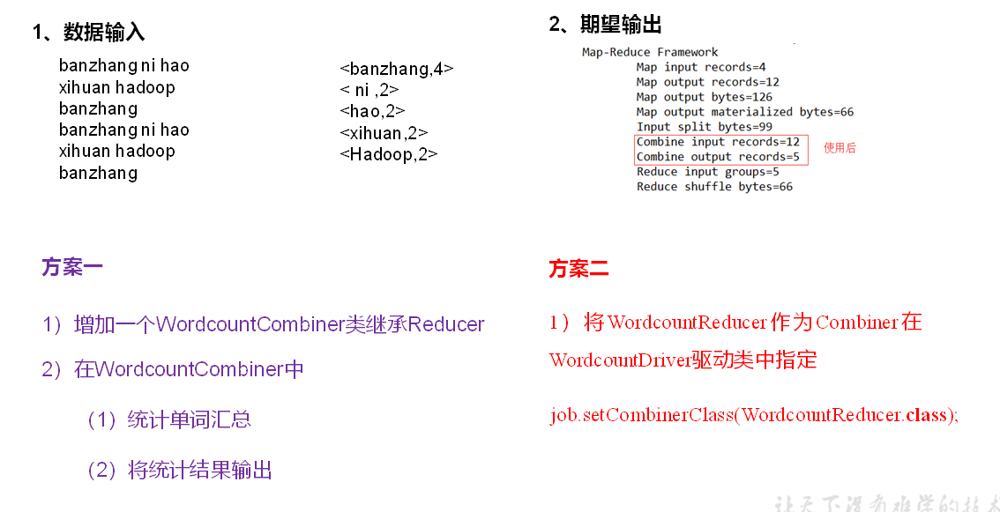 1、数据输入
banzhang ni hao
xihuan hadoop
banzhang
banzhang ni hao
xihuan hadoop
banzhang
<banzhang,4>
< ni ,2>
<hao,2>
<xihuan,2>
<Hadoop,2>
2、期望输出
Map-Reduce Framework
Map input records=4
Map output records=12
Map output bytes=126
Map output materialized bytes=66
Input split bytes=99
Combine input records=12
Combine output records=5
使用后
Reduce input groups=5
Reduce shuffle bytes=66
方案一
1）增加一个WordcountCombiner类继承Reducer
2）在WordcountCombiner中
（1）统计单词汇总
（2）将统计结果输出
方案二
1）将WordcountReducer作为Combiner在
WordcountDriver驱动类中指定
job.setCombinerClass(WordcountReducer.class);
让天下没有难学的技术